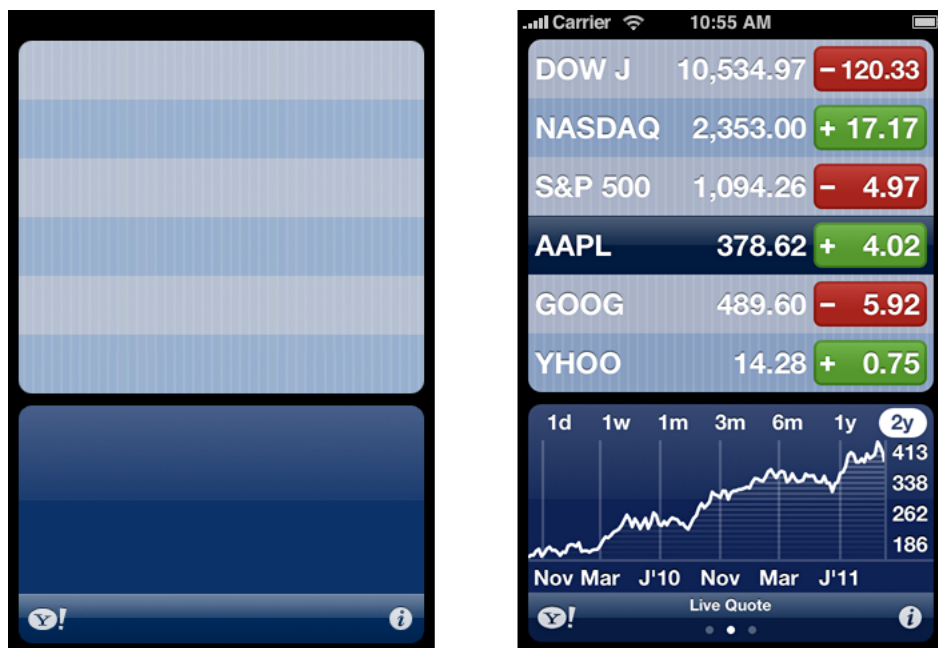 Y!
i
Carrier 10:55 AM
DOW J 10,534.97 − 120.33
NASDAQ 2,353.00 + 17.17
S&P 500 1,094.26 − 4.97
AAPL 378.62 + 4.02
GOOG 489.60 − 5.92
YHOO 14.28 + 0.75
1d 1w 1m 3m 6m 1y 2y
413
338
262
186
Nov Mar J'10 Nov Mar J'11
Y! Live Quote i